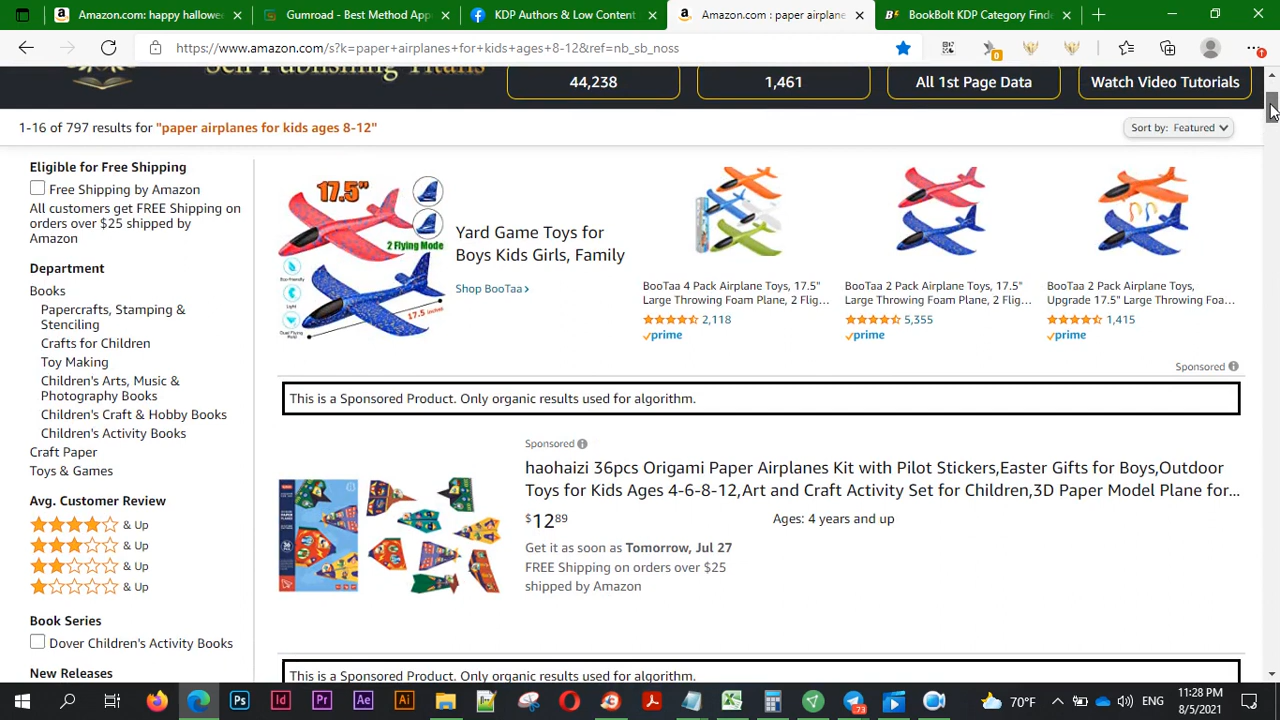 Amazon.com: happy hallowe
Gumroad - Best Method App
KDP Authors & Low Content
Amazon.com : paper airplane
BookBolt KDP Category Finde
https://www.amazon.com/s?k=paper+airplanes+for+kids+ages+8-12&ref=nb_sb_noss
Self Publishing Titans
44,238
1,461
All 1st Page Data
Watch Video Tutorials
1-16 of 797 results for "paper airplanes for kids ages 8-12"
Sort by: Featured
Eligible for Free Shipping
Free Shipping by Amazon
All customers get FREE Shipping on
orders over $25 shipped by
Amazon
Department
Books
Papercrafts, Stamping &
Stenciling
Crafts for Children
Toy Making
Children's Arts, Music &
Photography Books
Children's Craft & Hobby Books
Children's Activity Books
Craft Paper
Toys & Games
Avg. Customer Review
& Up
& Up
& Up
& Up
Book Series
Dover Children's Activity Books
New Releases
17.5"
2 Flying Mode
Eco-friendly
Light
17.5 inches
Yard Game Toys for
Boys Kids Girls, Family
Shop BooTaa
BooTaa 4 Pack Airplane Toys, 17.5"
Large Throwing Foam Plane, 2 Flig...
2,118
prime
BooTaa 2 Pack Airplane Toys, 17.5"
Large Throwing Foam Plane, 2 Flig...
5,355
prime
BooTaa 2 Pack Airplane Toys,
Upgrade 17.5" Large Throwing Foa...
1,415
prime
Sponsored
This is a Sponsored Product. Only organic results used for algorithm.
Sponsored
haohaizi 36pcs Origami Paper Airplanes Kit with Pilot Stickers,Easter Gifts for Boys,Outdoor
Toys for Kids Ages 4-6-8-12,Art and Craft Activity Set for Children,3D Paper Model Plane for...
$12.89
Ages: 4 years and up
Get it as soon as Tomorrow, Jul 27
FREE Shipping on orders over $25
shipped by Amazon
This is a Sponsored Product. Only organic results used for algorithm.
70°F
ENG
11:28 PM
8/5/2021